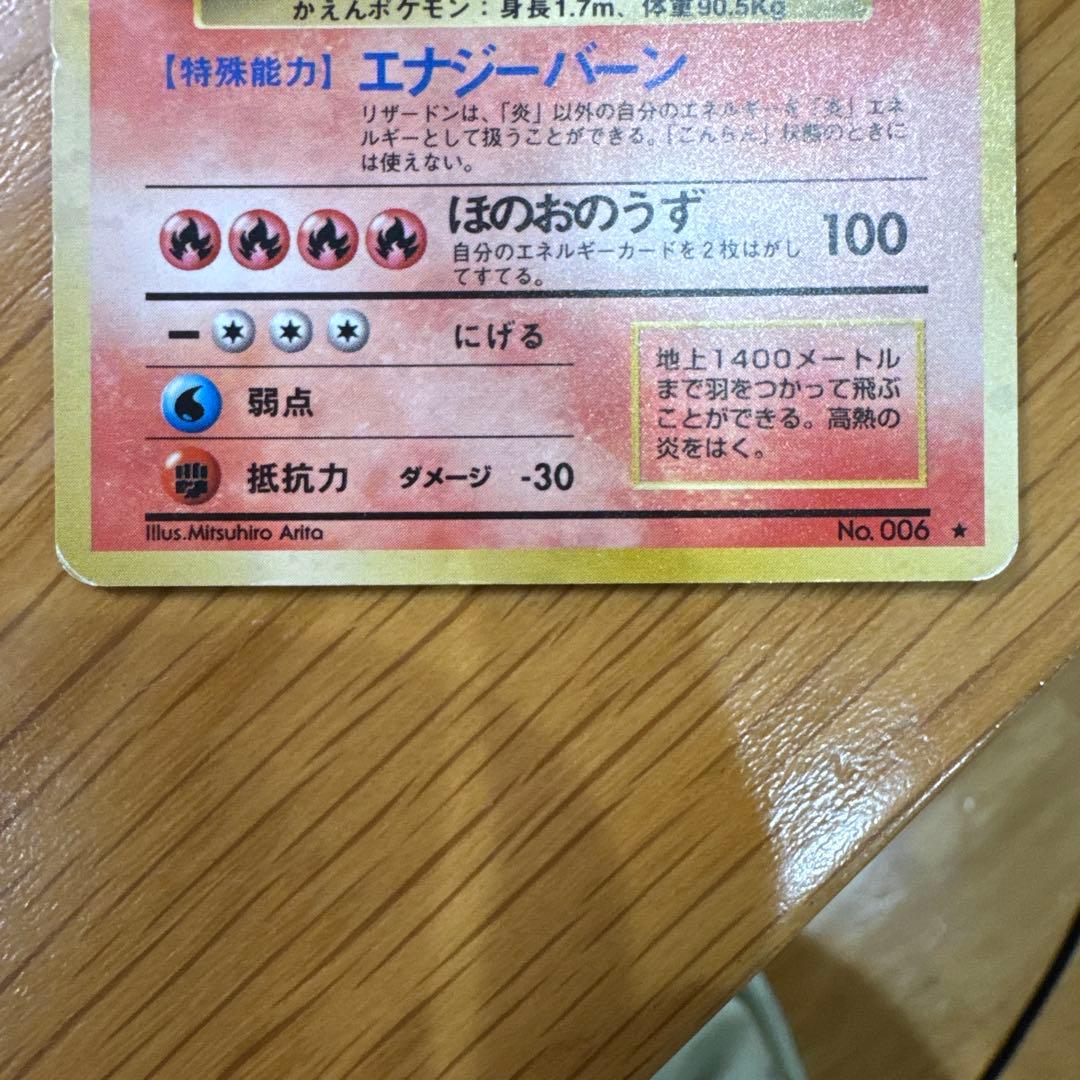 かえんポケモン：身長1.7m、体重90.5Kg
【特殊能力】 エナジーバーン
リザードンは、「炎」以外の自分のエネルギーを「炎」エネ
ルギーとして扱うことができる。「こんらん」状態のときに
は使えない。
ほのおのうず 100
自分のエネルギーカードを2枚はがし
てすてる。
ー にげる
弱点
抵抗力 ダメージ -30
地上1400メートル
まで羽をつかって飛ぶ
ことができる。高熱の
炎をはく。
Illus.Mitsuhiro Arita No. 006 ★